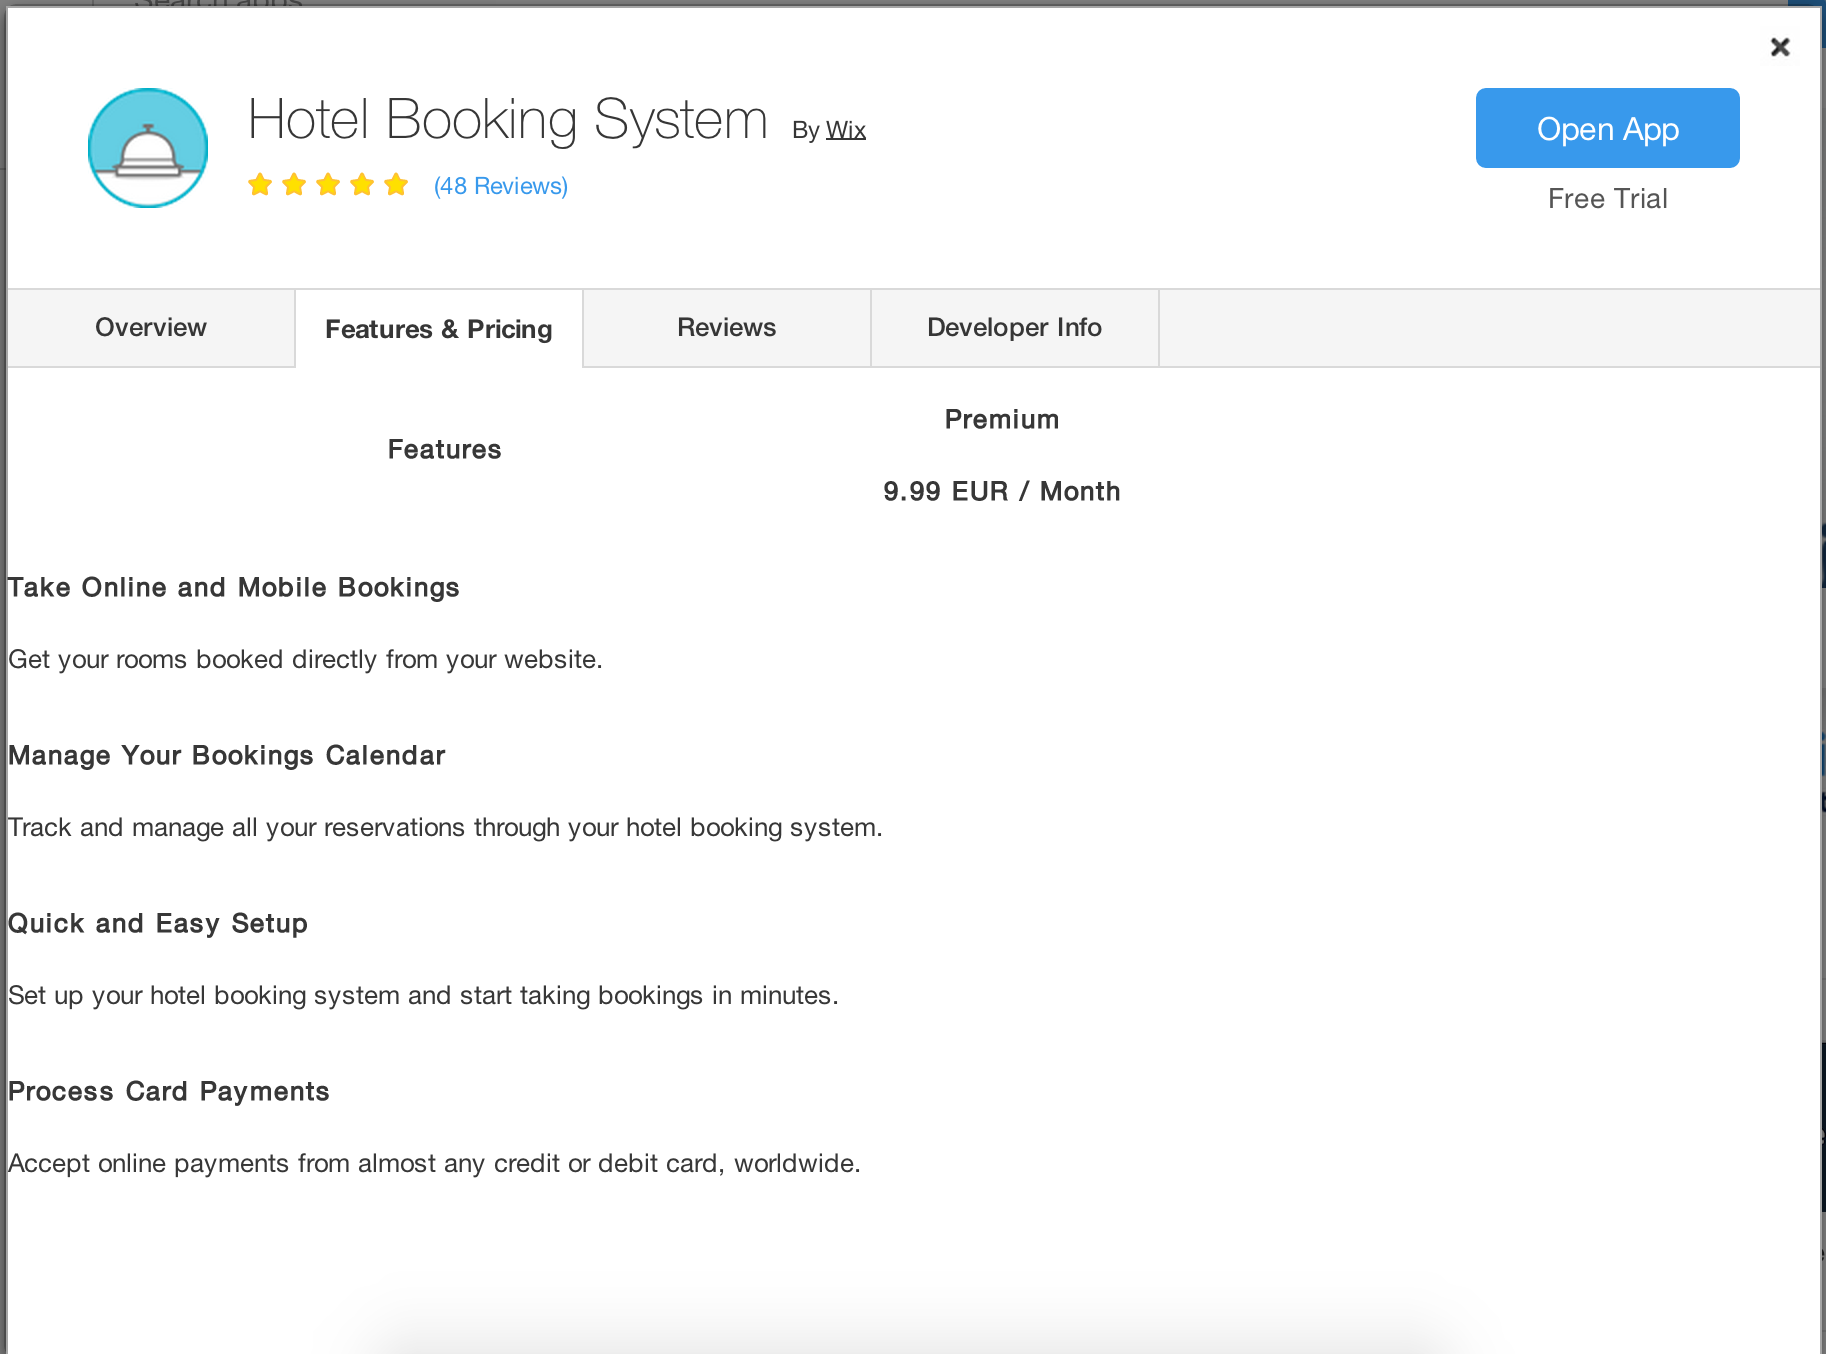 Search apps
Hotel Booking System By Wix
(48 Reviews)
Open App
Free Trial
Overview
Features & Pricing
Reviews
Developer Info
Features
Premium
9.99 EUR / Month
Take Online and Mobile Bookings
Get your rooms booked directly from your website.
Manage Your Bookings Calendar
Track and manage all your reservations through your hotel booking system.
Quick and Easy Setup
Set up your hotel booking system and start taking bookings in minutes.
Process Card Payments
Accept online payments from almost any credit or debit card, worldwide.